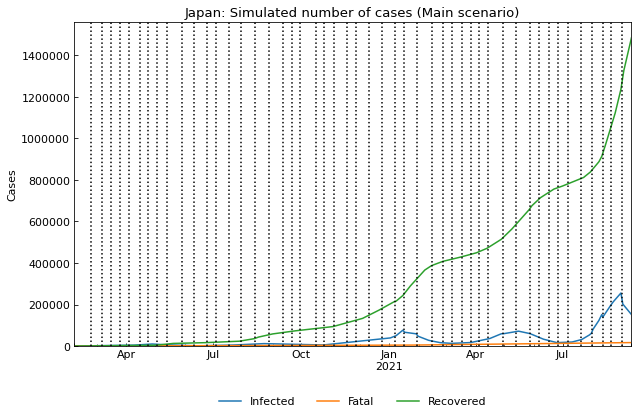 Japan: Simulated number of cases (Main scenario)
1400000
1200000
1000000
800000
600000
400000
200000
0
Cases
Apr Jul Oct Jan Apr Jul
2021
Infected Fatal Recovered